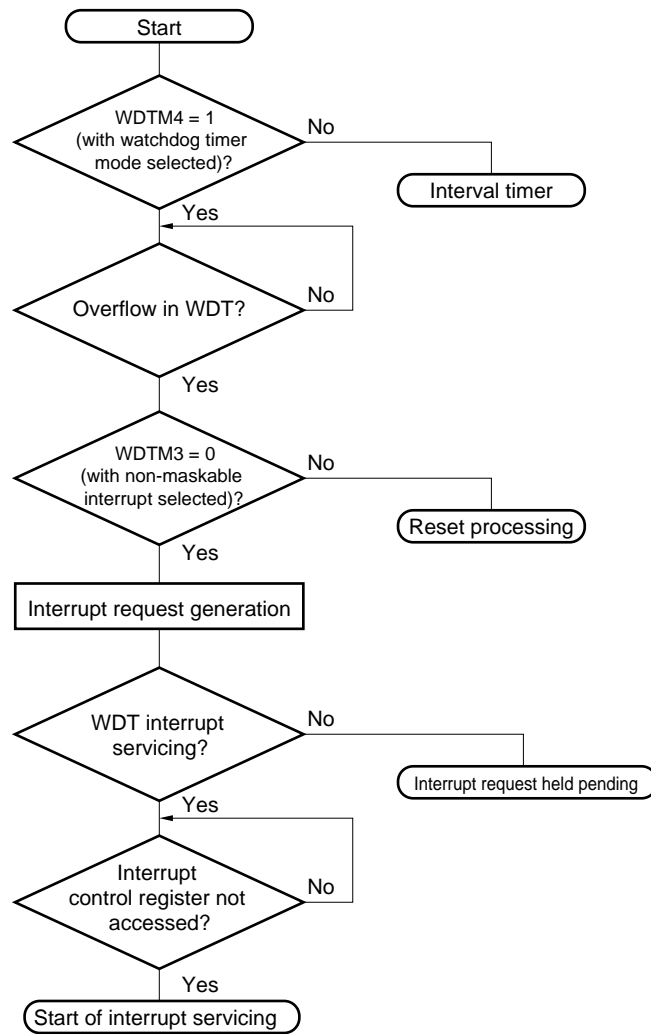 Start
WDTM4 = 1
(with watchdog timer
mode selected)?
No
Interval timer
Yes
Overflow in WDT?
No
Yes
WDTM3 = 0
(with non-maskable
interrupt selected)?
No
Reset processing
Yes
Interrupt request generation
WDT interrupt
servicing?
No
Interrupt request held pending
Yes
Interrupt
control register not
accessed?
No
Yes
Start of interrupt servicing